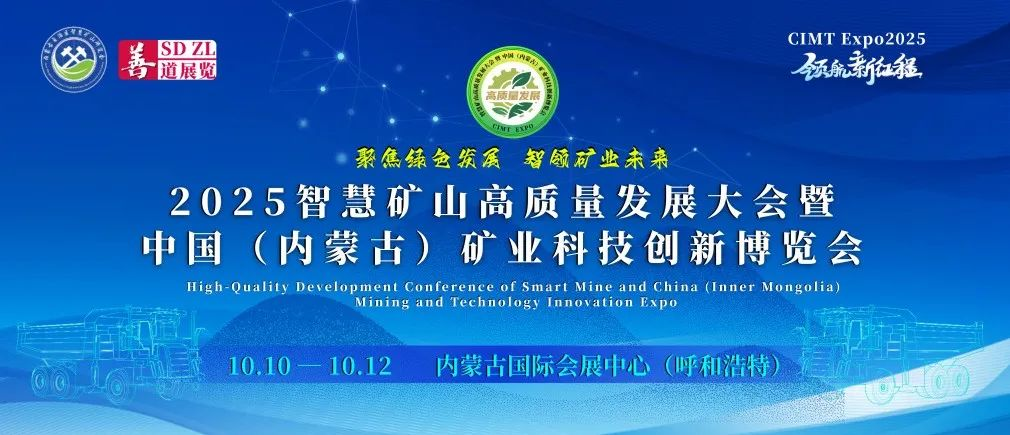 SD ZL
善道展览
CIMT Expo2025
领航新征程
高质量发展
CIMT EXPO
聚焦绿色发展 智领矿业未来
2025智慧矿山高质量发展大会暨
中国（内蒙古）矿业科技创新博览会
High-Quality Development Conference of Smart Mine and China (Inner Mongolia)
Mining and Technology Innovation Expo
10.10 — 10.12 内蒙古国际会展中心（呼和浩特）